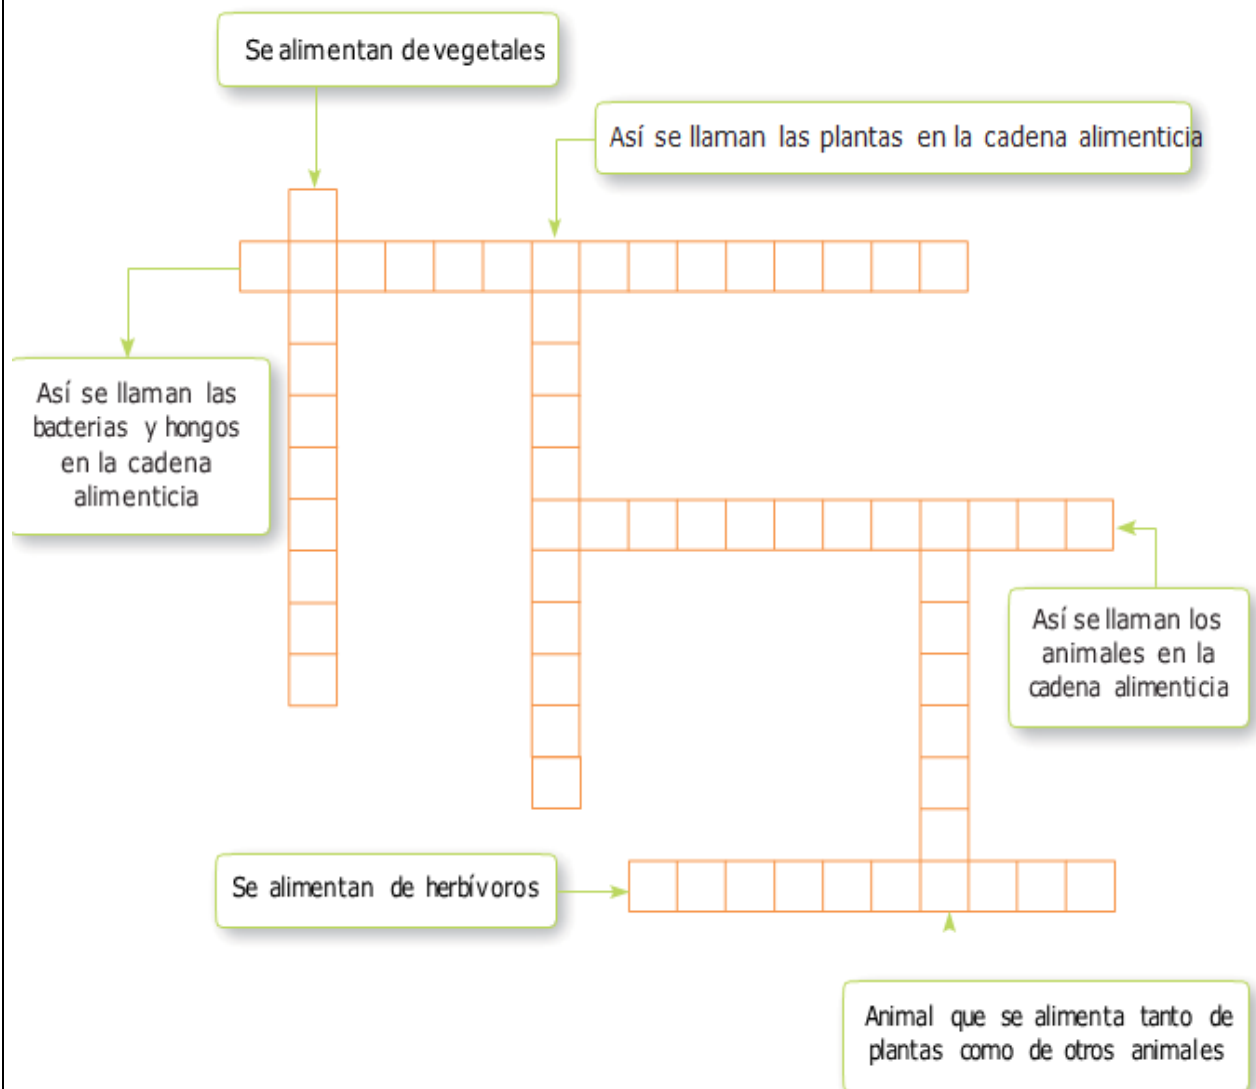 Se alimentan de vegetales
Así se llaman las plantas en la cadena alimenticia
Así se llaman las
bacterias y hongos
en la cadena
alimenticia
Así se llaman los
animales en la
cadena alimenticia
Se alimentan de herbívoros
Animal que se alimenta tanto de
plantas como de otros animales